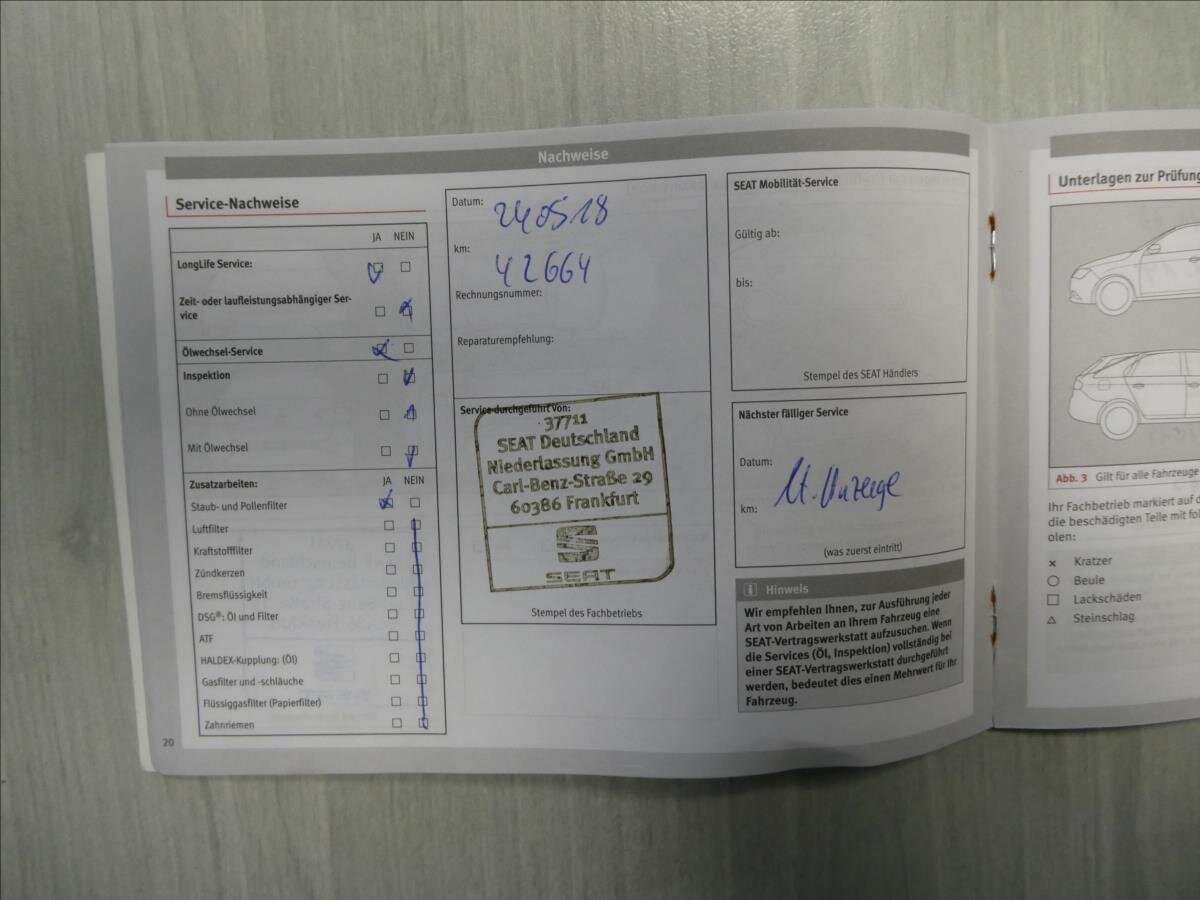 Nachweise
Service-Nachweise
JA NEIN
LongLife Service:
Zeit- oder laufleistungsabhängiger Ser-
vice
Ölwechsel-Service
Inspektion
Ohne Ölwechsel
Mit Ölwechsel
Zusatzarbeiten: JA NEIN
Staub- und Pollenfilter
Luftfilter
Kraftstofffilter
Zündkerzen
Bremsflüssigkeit
DSG®: Öl und Filter
ATF
HALDEX-Kupplung: (Öl)
Gasfilter und -schläuche
Flüssiggasfilter (Papierfilter)
Zahnriemen
20
Datum: 240518
km: 42664
Rechnungsnummer:
Reparaturempfehlung:
Service durchgeführt von:
37711
SEAT Deutschland
Niederlassung GmbH
Carl-Benz-Straße 29
60386 Frankfurt
SEAT
Stempel des Fachbetriebs
SEAT Mobilität-Service
Gültig ab:
bis:
Stempel des SEAT Händlers
Nächster fälliger Service
Datum:
lt. Anzeige
km:
(was zuerst eintritt)
Hinweis
Wir empfehlen Ihnen, zur Ausführung jeder
Art von Arbeiten an Ihrem Fahrzeug eine
SEAT-Vertragswerkstatt aufzusuchen. Wenn
die Services (Öl, Inspektion) vollständig bei
einer SEAT-Vertragswerkstatt durchgeführt
werden, bedeutet dies einen Mehrwert für Ihr
Fahrzeug.
Unterlagen zur Prüfung
Abb. 3 Gilt für alle Fahrzeuge
Ihr Fachbetrieb markiert auf d
die beschädigten Teile mit fol
olen:
Kratzer
Beule
Lackschäden
Steinschlag